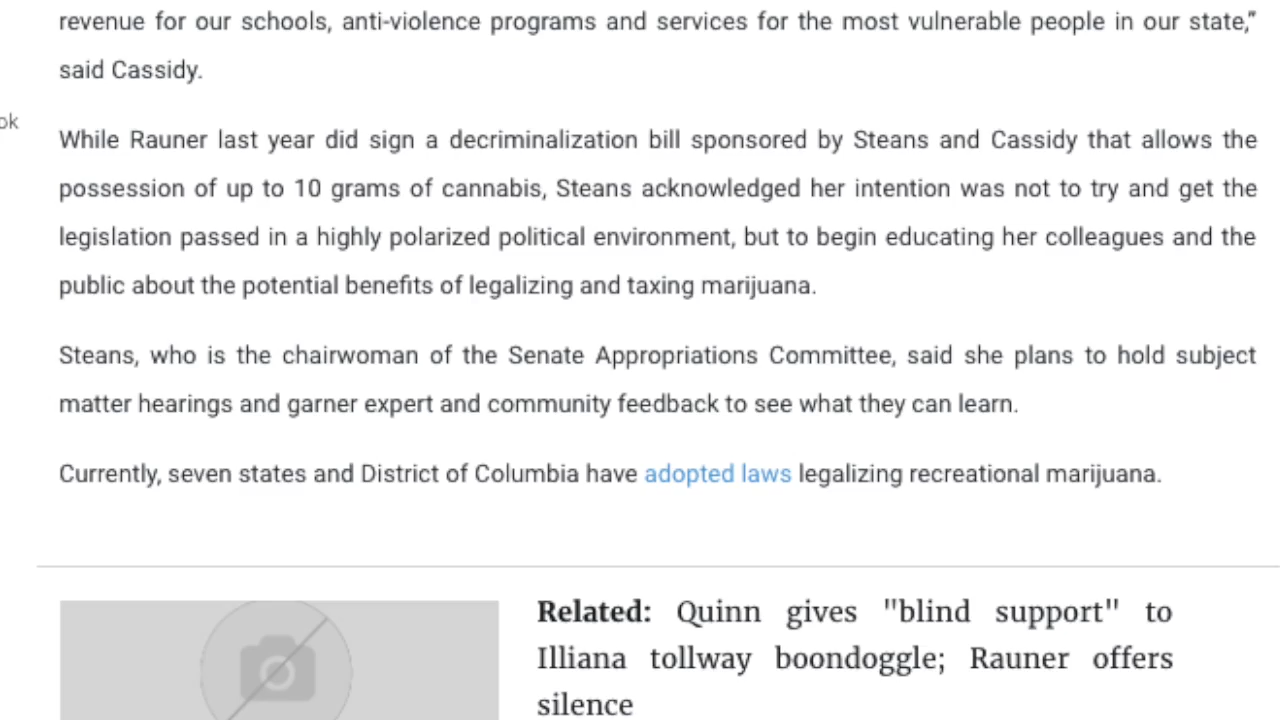 revenue for our schools, anti-violence programs and services for the most vulnerable people in our state,”
said Cassidy.
ok
While Rauner last year did sign a decriminalization bill sponsored by Steans and Cassidy that allows the
possession of up to 10 grams of cannabis, Steans acknowledged her intention was not to try and get the
legislation passed in a highly polarized political environment, but to begin educating her colleagues and the
public about the potential benefits of legalizing and taxing marijuana.
Steans, who is the chairwoman of the Senate Appropriations Committee, said she plans to hold subject
matter hearings and garner expert and community feedback to see what they can learn.
Currently, seven states and District of Columbia have adopted laws legalizing recreational marijuana.
Related: Quinn gives "blind support" to
Illiana tollway boondoggle; Rauner offers
silence